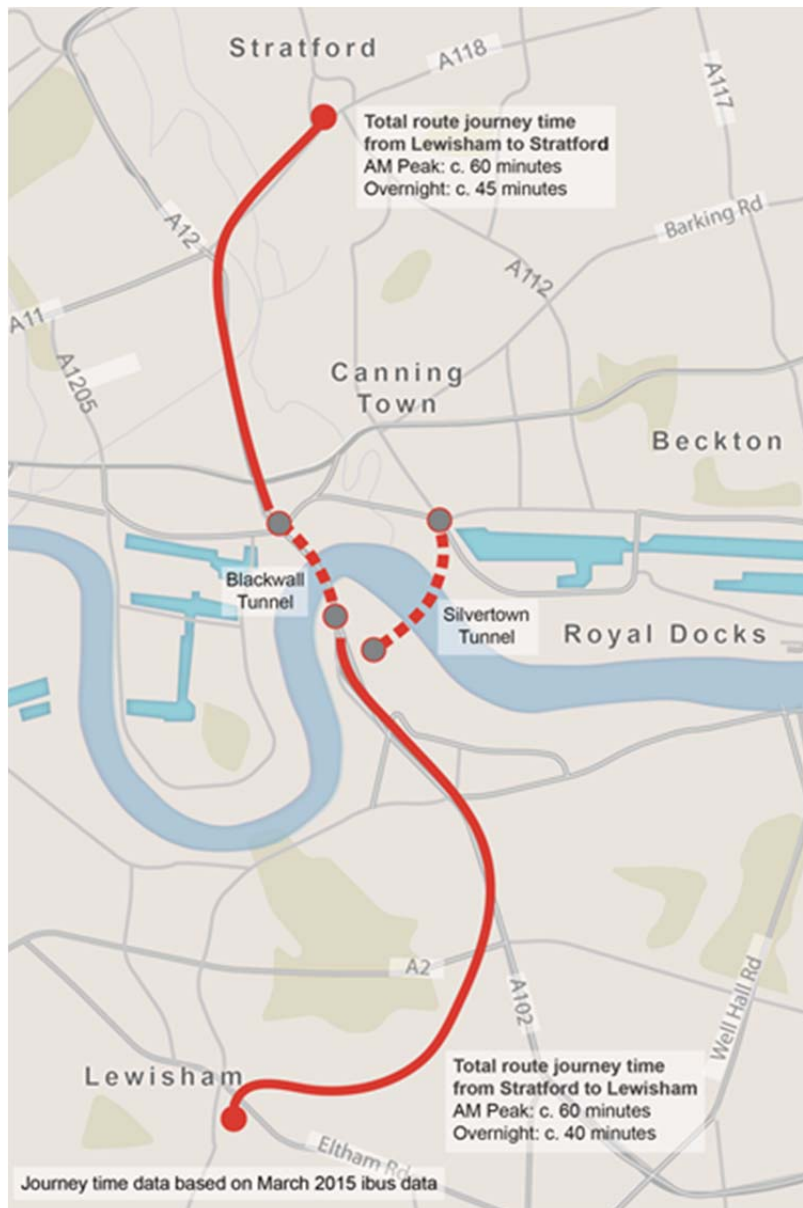 Stratford
A118
A117
Total route journey time
from Lewisham to Stratford
AM Peak: c. 60 minutes
Overnight: c. 45 minutes
Barking Rd
A12
A112
A11
A1205
Canning
Town
Beckton
Blackwall
Tunnel
Silvertown
Tunnel
Royal Docks
A2
A102
Well Hall Rd
Lewisham
Total route journey time
from Stratford to Lewisham
AM Peak: c. 60 minutes
Overnight: c. 40 minutes
Eltham Rd
Journey time data based on March 2015 ibus data